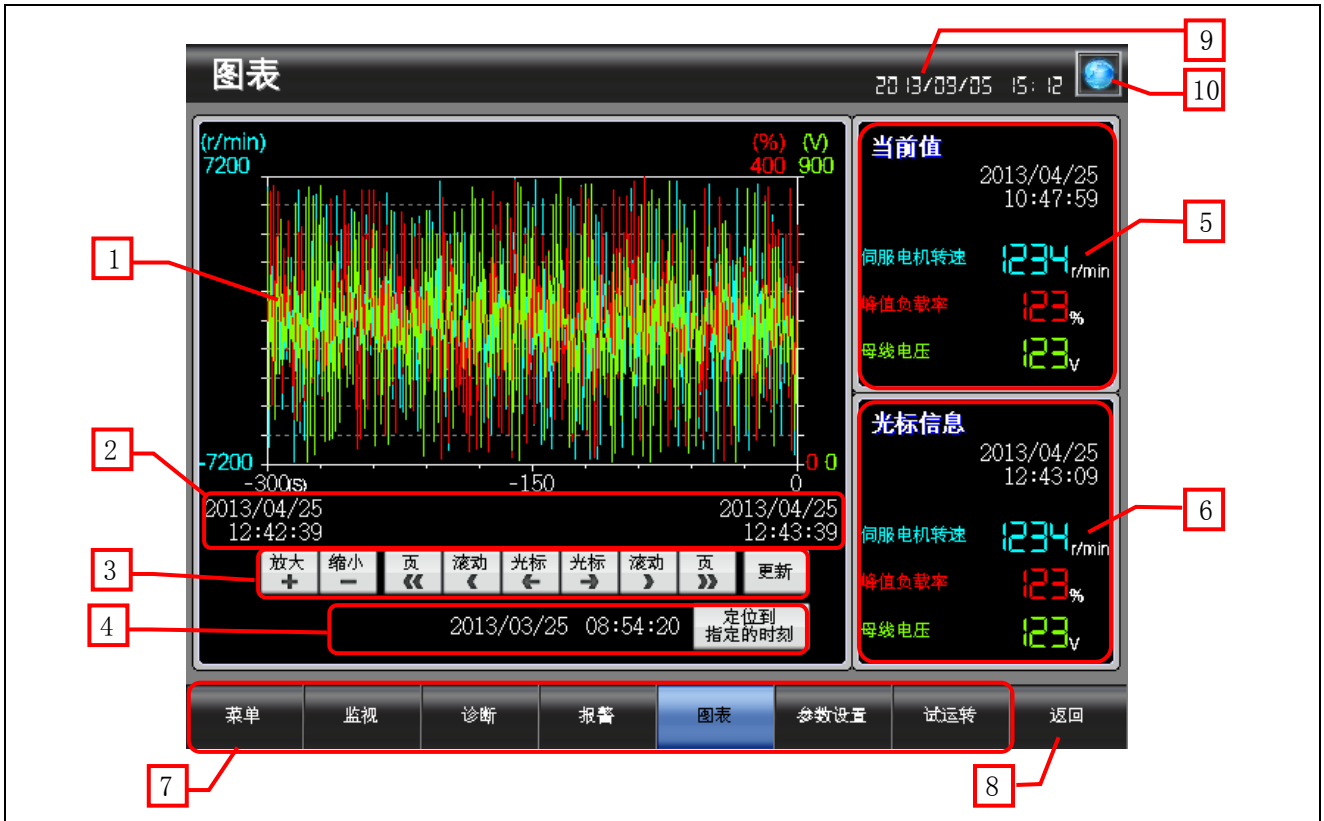 9
图表
2013/09/05 15:12
10
(r/min) (%) (V)
7200 400 900
当前值
2013/04/25
10:47:59
5
1
伺服电机转速 1234 r/min
峰值负载率 123 %
母线电压 123 V
光标信息
2013/04/25
12:43:09
2
-7200 0 0
-300(s) -150 0
2013/04/25 2013/04/25
12:42:39 12:43:39
6
伺服电机转速 1234 r/min
峰值负载率 123 %
母线电压 123 V
3
放大 缩小 页 滚动 光标 光标 滚动 页 更新
+ − « ‹ ← → › »
4
2013/03/25 08:54:20 定位到
指定的时刻
菜单 监视 诊断 报警 图表 参数设置 试运转 返回
7
8